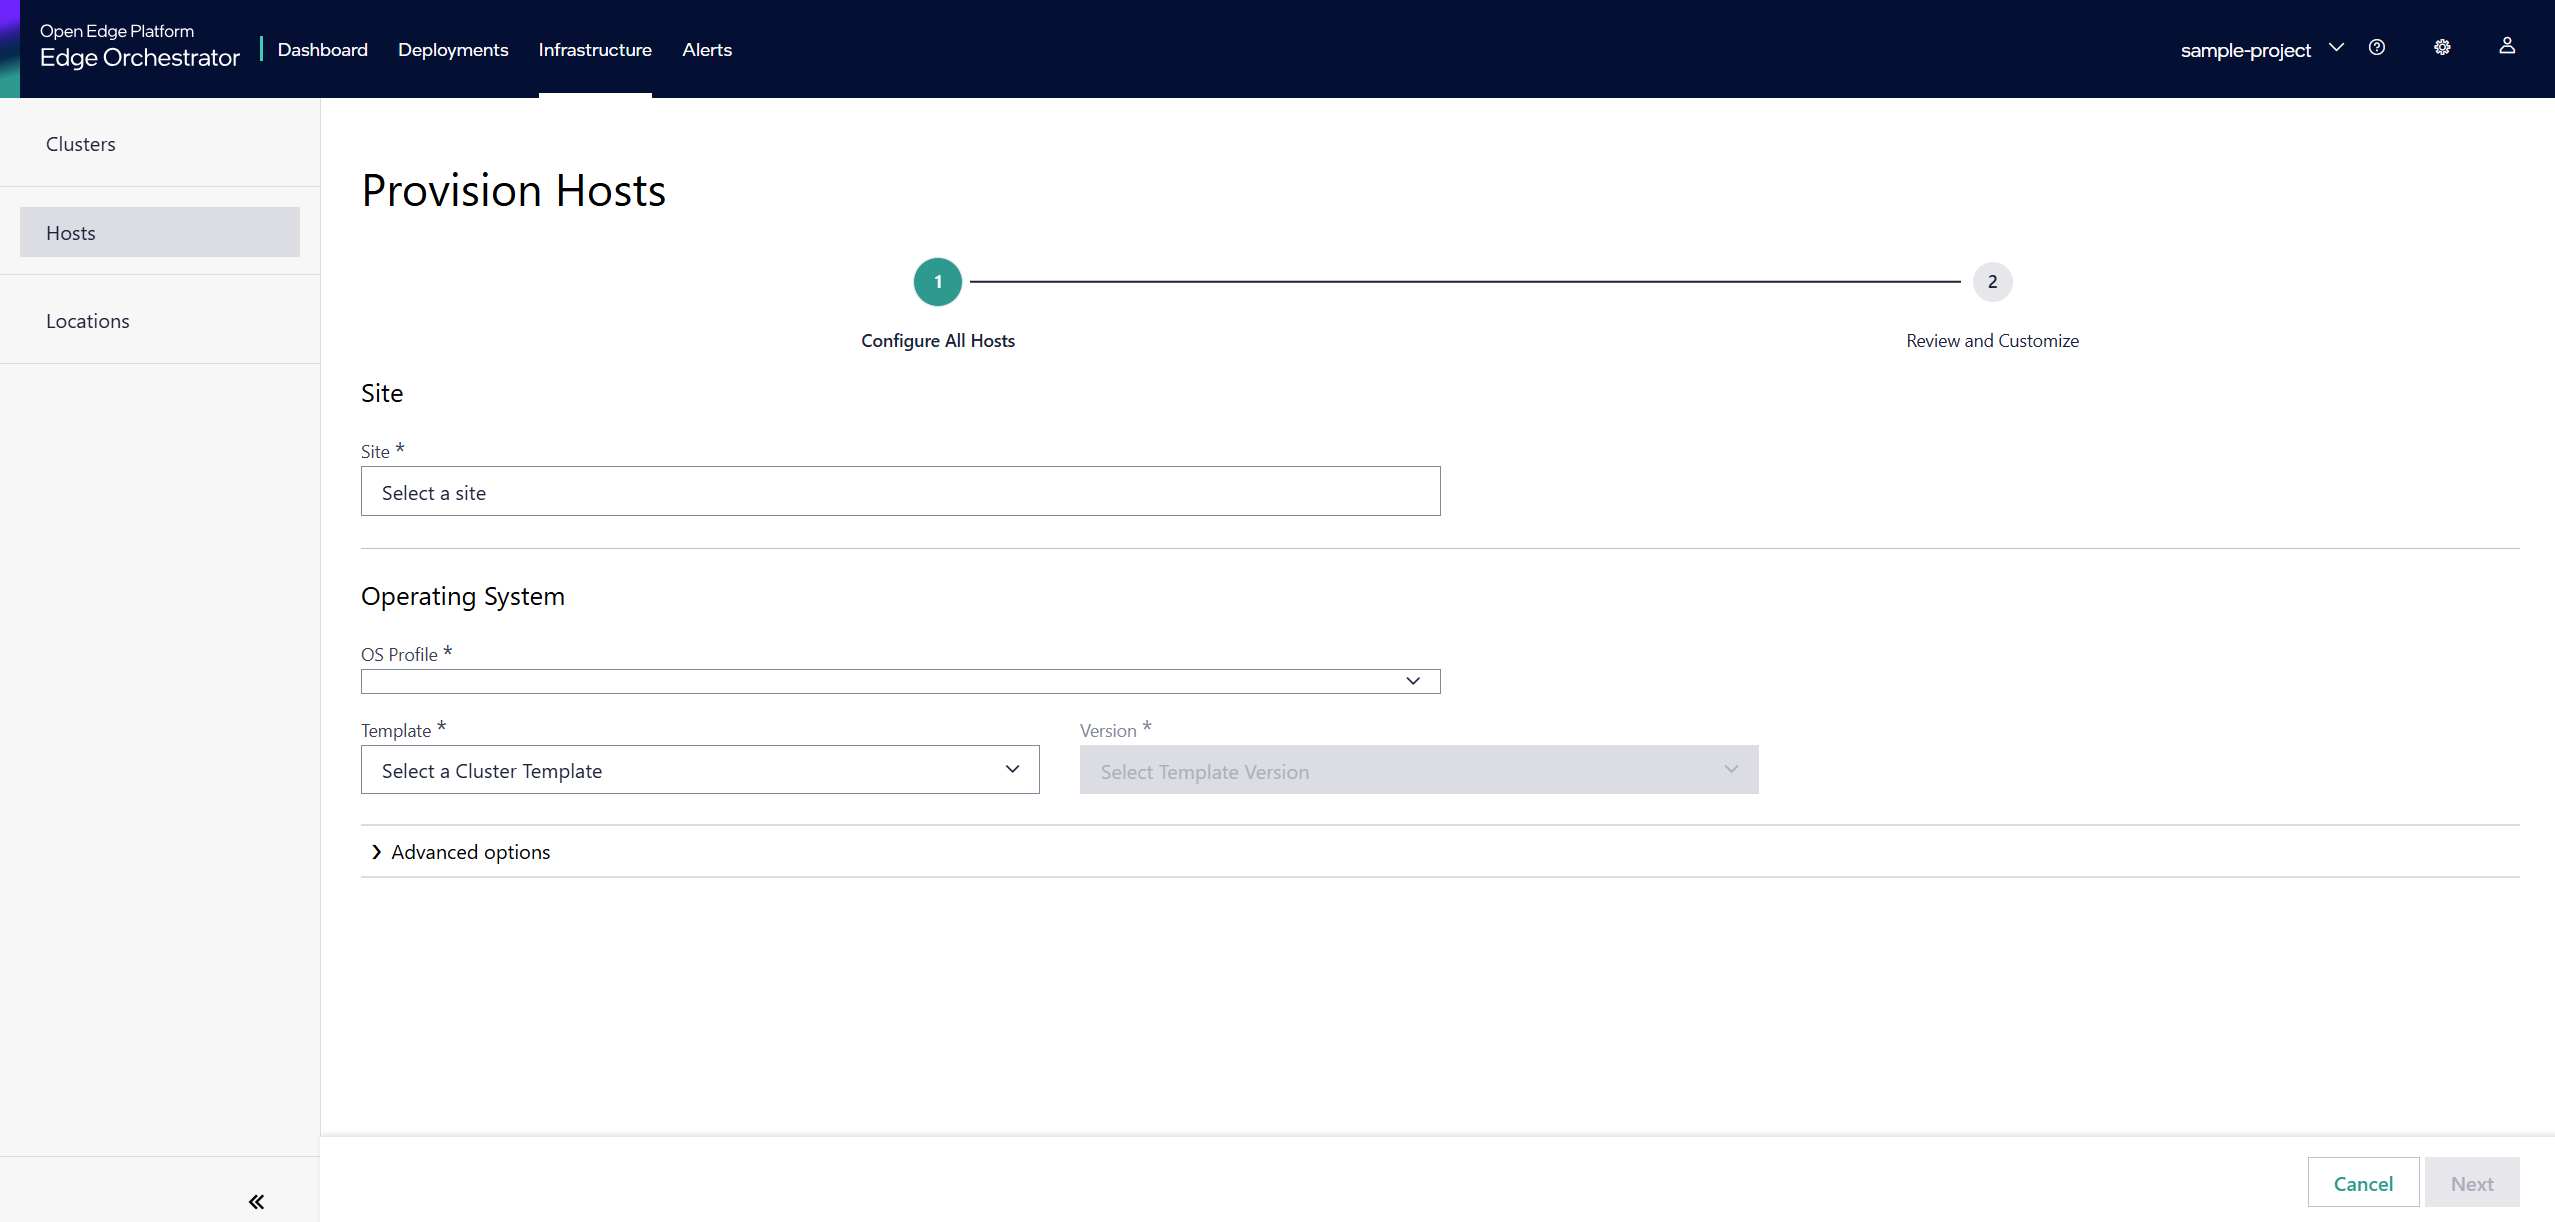 Open Edge Platform
Edge Orchestrator
Dashboard
Deployments
Infrastructure
Alerts
sample-project
Clusters
Hosts
Locations
Provision Hosts
1
2
Configure All Hosts
Review and Customize
Site
Site *
Select a site
Operating System
OS Profile *
Template *
Version *
Select a Cluster Template
Select Template Version
Advanced options
Cancel
Next